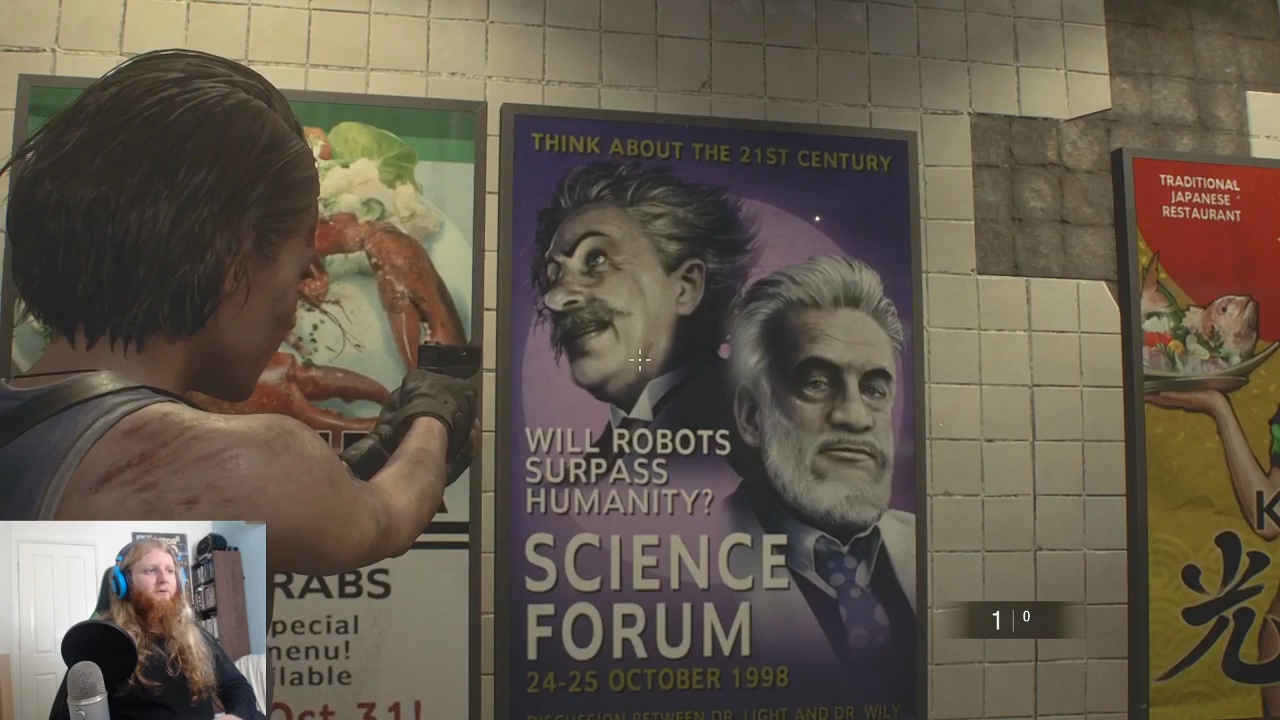 THINK ABOUT THE 21ST CENTURY
WILL ROBOTS
SURPASS
HUMANITY?
SCIENCE
FORUM
24-25 OCTOBER 1998
DISCUSSION BETWEEN DR. LIGHT AND DR. WILY
RABS
pecial
menu!
ilable
Oct 31!
TRADITIONAL
JAPANESE
RESTAURANT
K
光
1 | 0